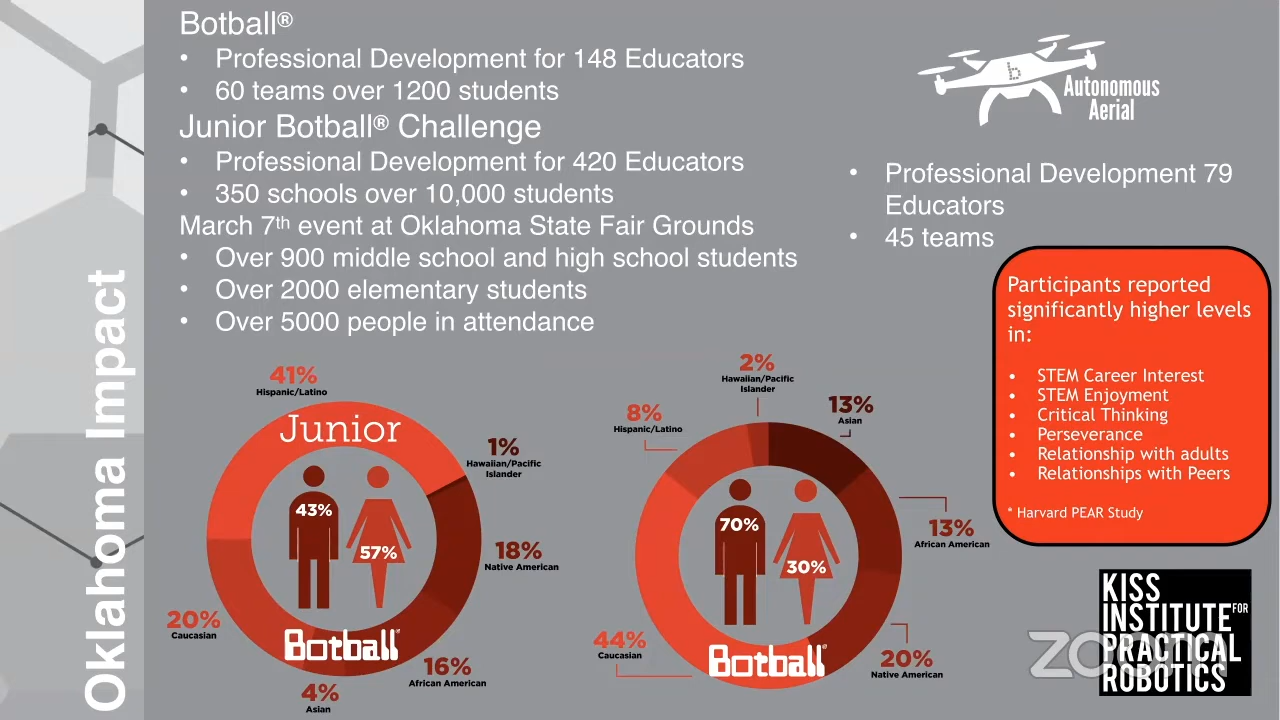 Oklahoma Impact
Botball®
• Professional Development for 148 Educators
• 60 teams over 1200 students
Junior Botball® Challenge
• Professional Development for 420 Educators
• 350 schools over 10,000 students
March 7th event at Oklahoma State Fair Grounds
• Over 900 middle school and high school students
• Over 2000 elementary students
• Over 5000 people in attendance
b
Autonomous
Aerial
• Professional Development 79
Educators
• 45 teams
Participants reported
significantly higher levels
in:
• STEM Career Interest
• STEM Enjoyment
• Critical Thinking
• Perseverance
• Relationship with adults
• Relationships with Peers
* Harvard PEAR Study
41%
Hispanic/Latino
Junior
1%
Hawaiian/Pacific
Islander
43%
57%
18%
Native American
20%
Caucasian
Botball®
16%
African American
4%
Asian
2%
Hawaiian/Pacific
Islander
8%
Hispanic/Latino
13%
Asian
70%
30%
13%
African American
44%
Caucasian
Botball®
20%
Native American
KISS
INSTITUTE FOR
PRACTICAL
ROBOTICS
zoom